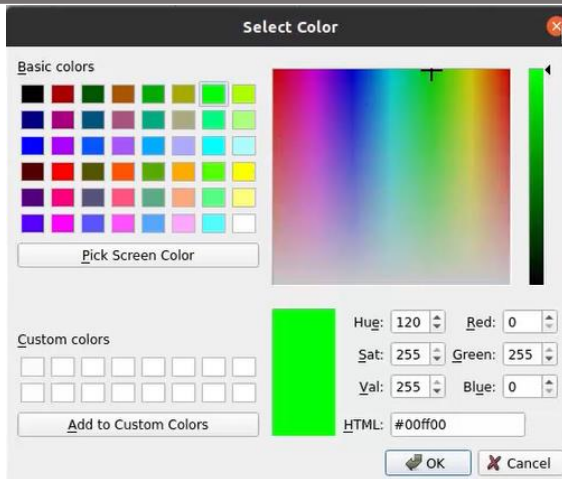 Select Color
Basic colors
Pick Screen Color
Custom colors
Add to Custom Colors
Hue: 120
Red: 0
Sat: 255
Green: 255
Val: 255
Blue: 0
HTML: #00ff00
OK
Cancel